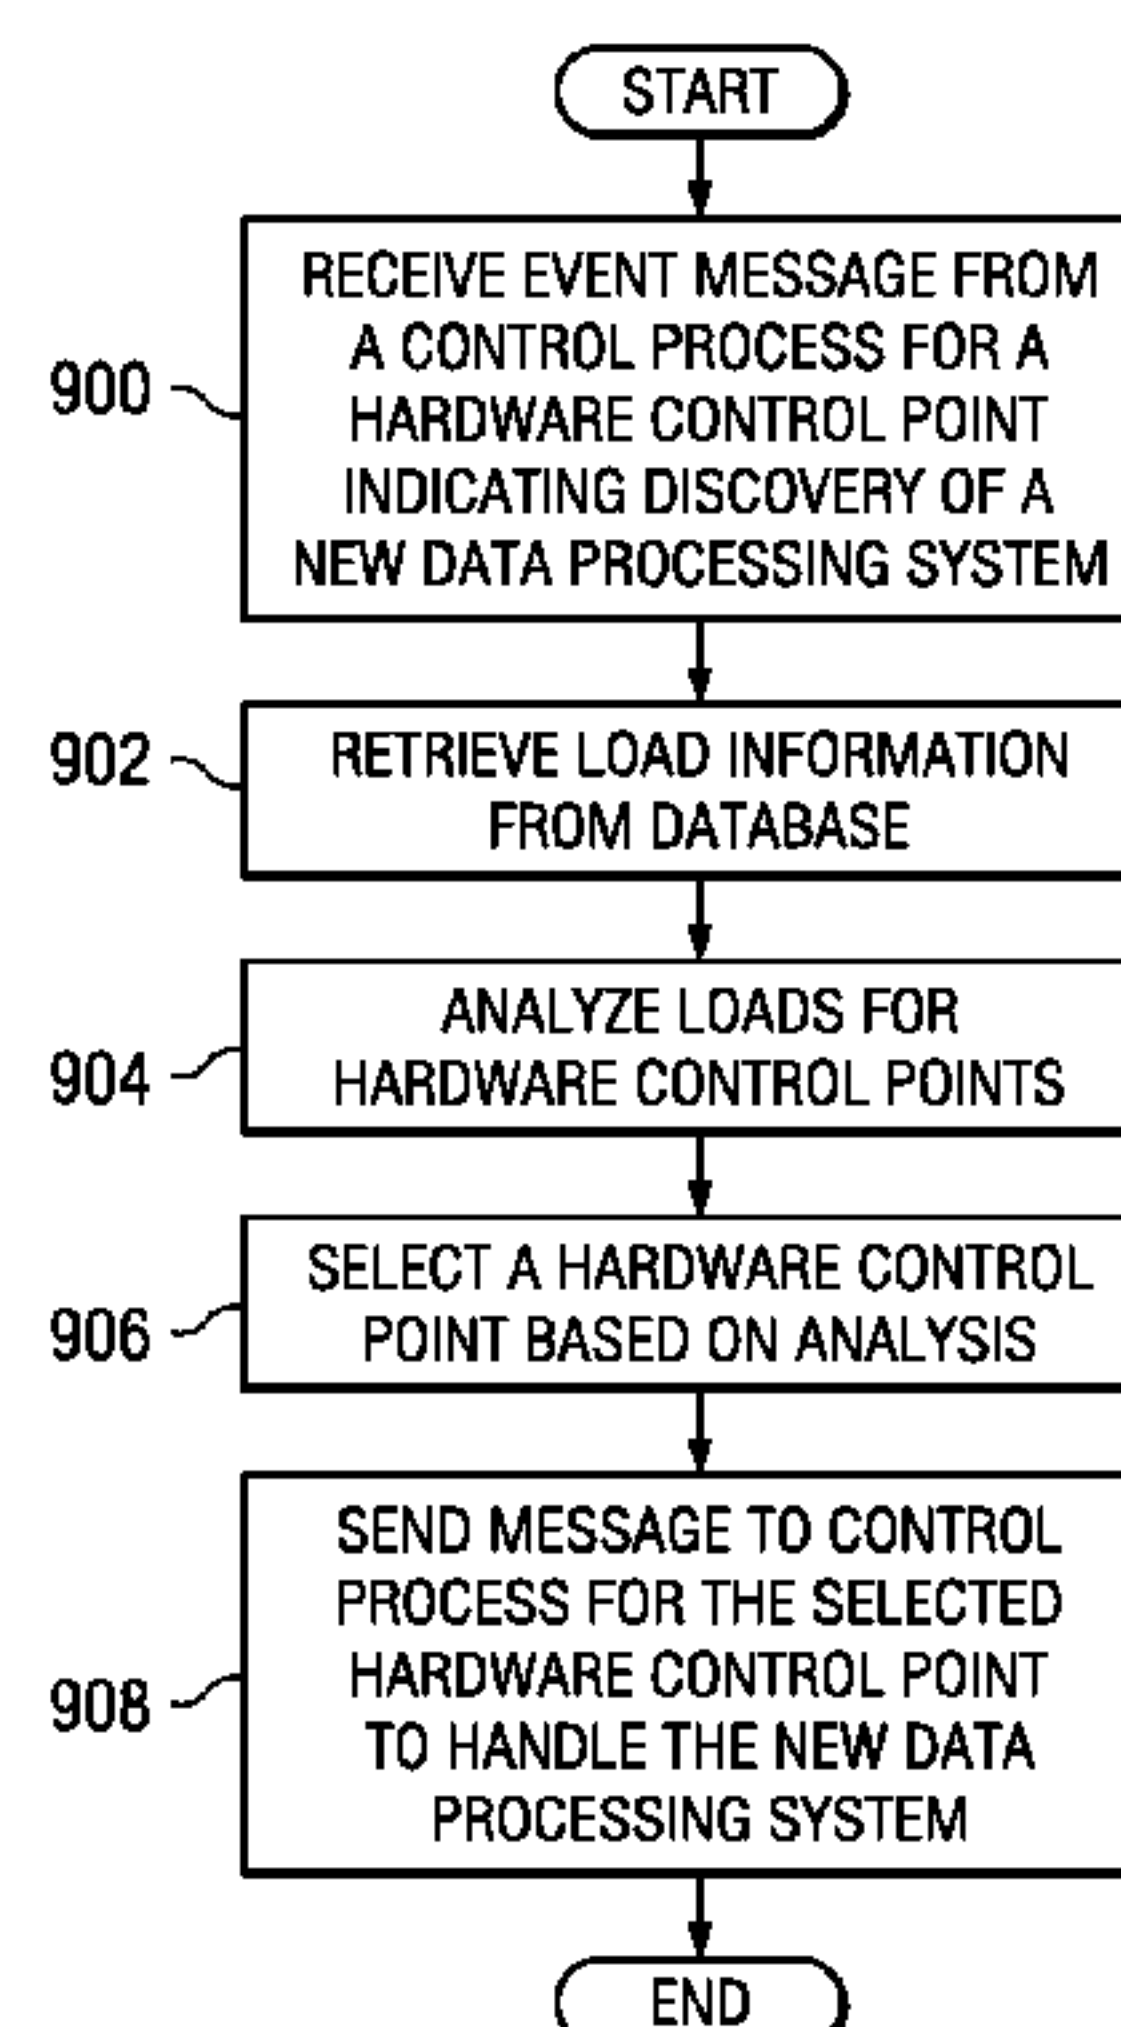 START
900
RECEIVE EVENT MESSAGE FROM
A CONTROL PROCESS FOR A
HARDWARE CONTROL POINT
INDICATING DISCOVERY OF A
NEW DATA PROCESSING SYSTEM
902
RETRIEVE LOAD INFORMATION
FROM DATABASE
904
ANALYZE LOADS FOR
HARDWARE CONTROL POINTS
906
SELECT A HARDWARE CONTROL
POINT BASED ON ANALYSIS
908
SEND MESSAGE TO CONTROL
PROCESS FOR THE SELECTED
HARDWARE CONTROL POINT
TO HANDLE THE NEW DATA
PROCESSING SYSTEM
END